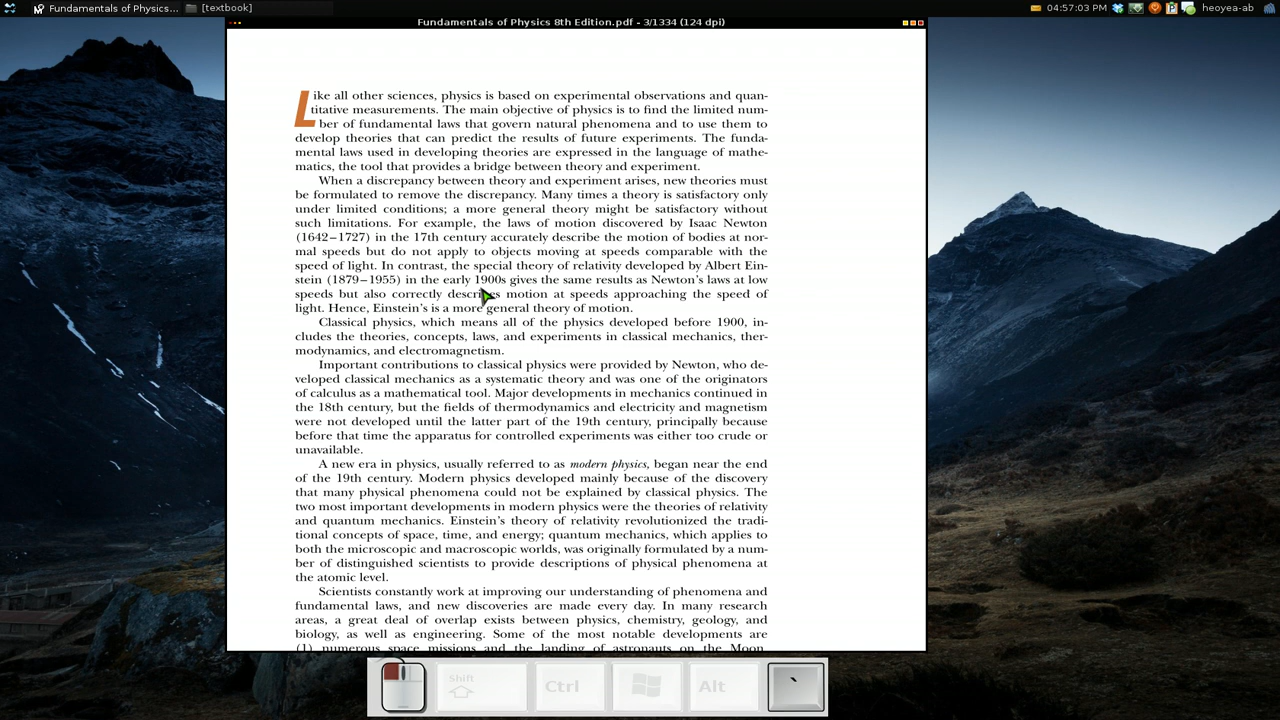 Fundamentals of Physics... [textbook] 04:57:03 PM heoyea-ab
Fundamentals of Physics 8th Edition.pdf - 3/1334 (124 dpi)
Like all other sciences, physics is based on experimental observations and quan-
titative measurements. The main objective of physics is to find the limited num-
ber of fundamental laws that govern natural phenomena and to use them to
develop theories that can predict the results of future experiments. The funda-
mental laws used in developing theories are expressed in the language of mathe-
matics, the tool that provides a bridge between theory and experiment.
When a discrepancy between theory and experiment arises, new theories must
be formulated to remove the discrepancy. Many times a theory is satisfactory only
under limited conditions; a more general theory might be satisfactory without
such limitations. For example, the laws of motion discovered by Isaac Newton
(1642–1727) in the 17th century accurately describe the motion of bodies at nor-
mal speeds but do not apply to objects moving at speeds comparable with the
speed of light. In contrast, the special theory of relativity developed by Albert Ein-
stein (1879–1955) in the early 1900s gives the same results as Newton's laws at low
speeds but also correctly describes motion at speeds approaching the speed of
light. Hence, Einstein's is a more general theory of motion.
Classical physics, which means all of the physics developed before 1900, in-
cludes the theories, concepts, laws, and experiments in classical mechanics, ther-
modynamics, and electromagnetism.
Important contributions to classical physics were provided by Newton, who de-
veloped classical mechanics as a systematic theory and was one of the originators
of calculus as a mathematical tool. Major developments in mechanics continued in
the 18th century, but the fields of thermodynamics and electricity and magnetism
were not developed until the latter part of the 19th century, principally because
before that time the apparatus for controlled experiments was either too crude or
unavailable.
A new era in physics, usually referred to as modern physics, began near the end
of the 19th century. Modern physics developed mainly because of the discovery
that many physical phenomena could not be explained by classical physics. The
two most important developments in modern physics were the theories of relativity
and quantum mechanics. Einstein's theory of relativity revolutionized the tradi-
tional concepts of space, time, and energy; quantum mechanics, which applies to
both the microscopic and macroscopic worlds, was originally formulated by a num-
ber of distinguished scientists to provide descriptions of physical phenomena at
the atomic level.
Scientists constantly work at improving our understanding of phenomena and
fundamental laws, and new discoveries are made every day. In many research
areas, a great deal of overlap exists between physics, chemistry, geology, and
biology, as well as engineering. Some of the most notable developments are
(1) numerous space missions and the landing of astronauts on the Moon,
Shift Ctrl Alt `